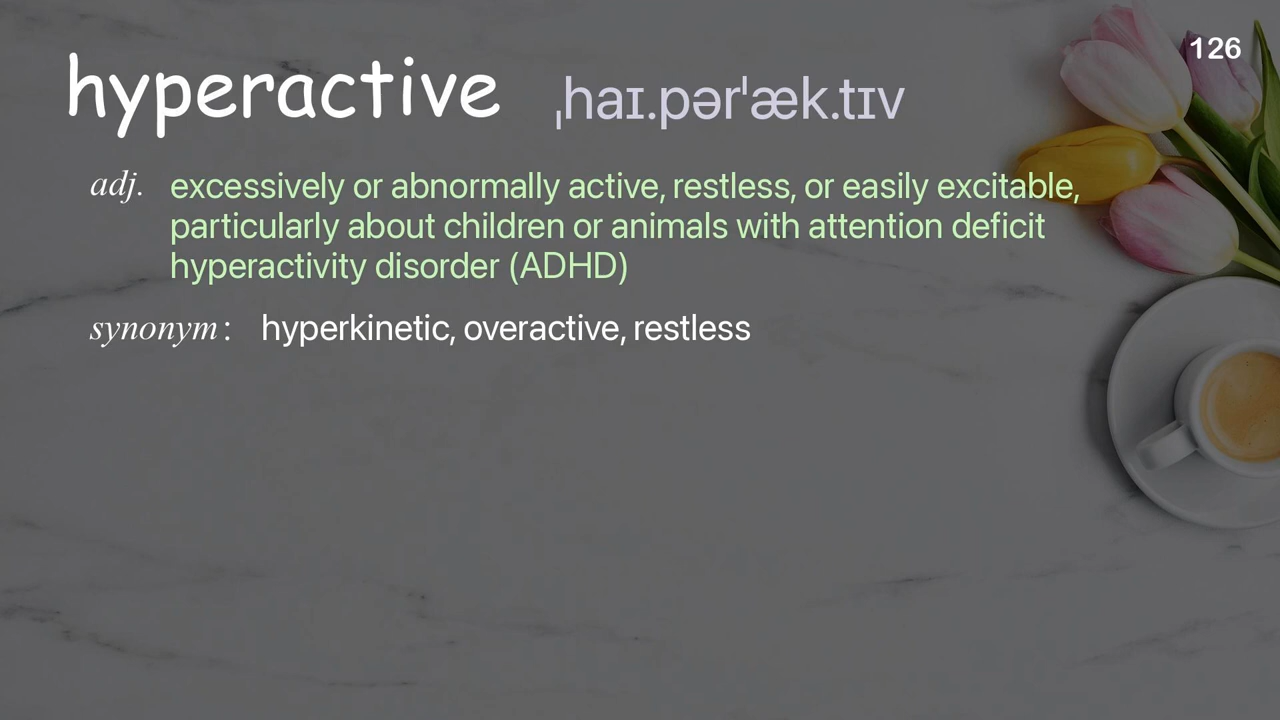 126
hyperactive ˌhaɪ.pərˈæk.tɪv
adj. excessively or abnormally active, restless, or easily excitable,
particularly about children or animals with attention deficit
hyperactivity disorder (ADHD)
synonym: hyperkinetic, overactive, restless